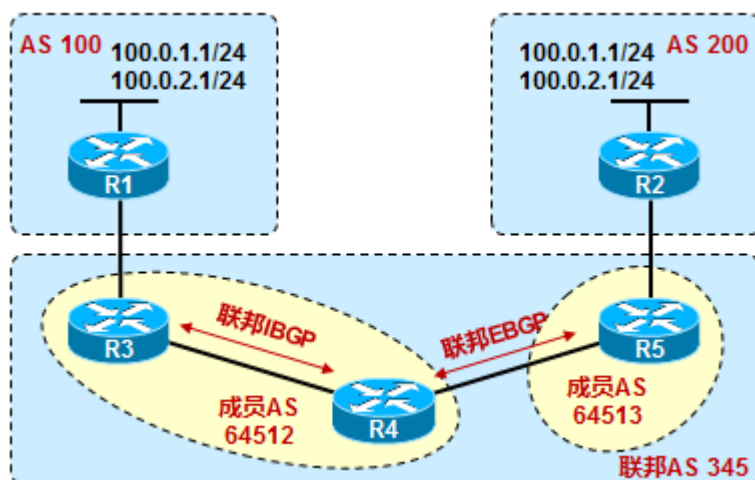 AS 100
100.0.1.1/24
100.0.2.1/24
R1
100.0.1.1/24
AS 200
100.0.2.1/24
R2
R3
联邦IBGP
R4
联邦EBGP
R5
成员AS
64512
成员AS
64513
联邦AS 345